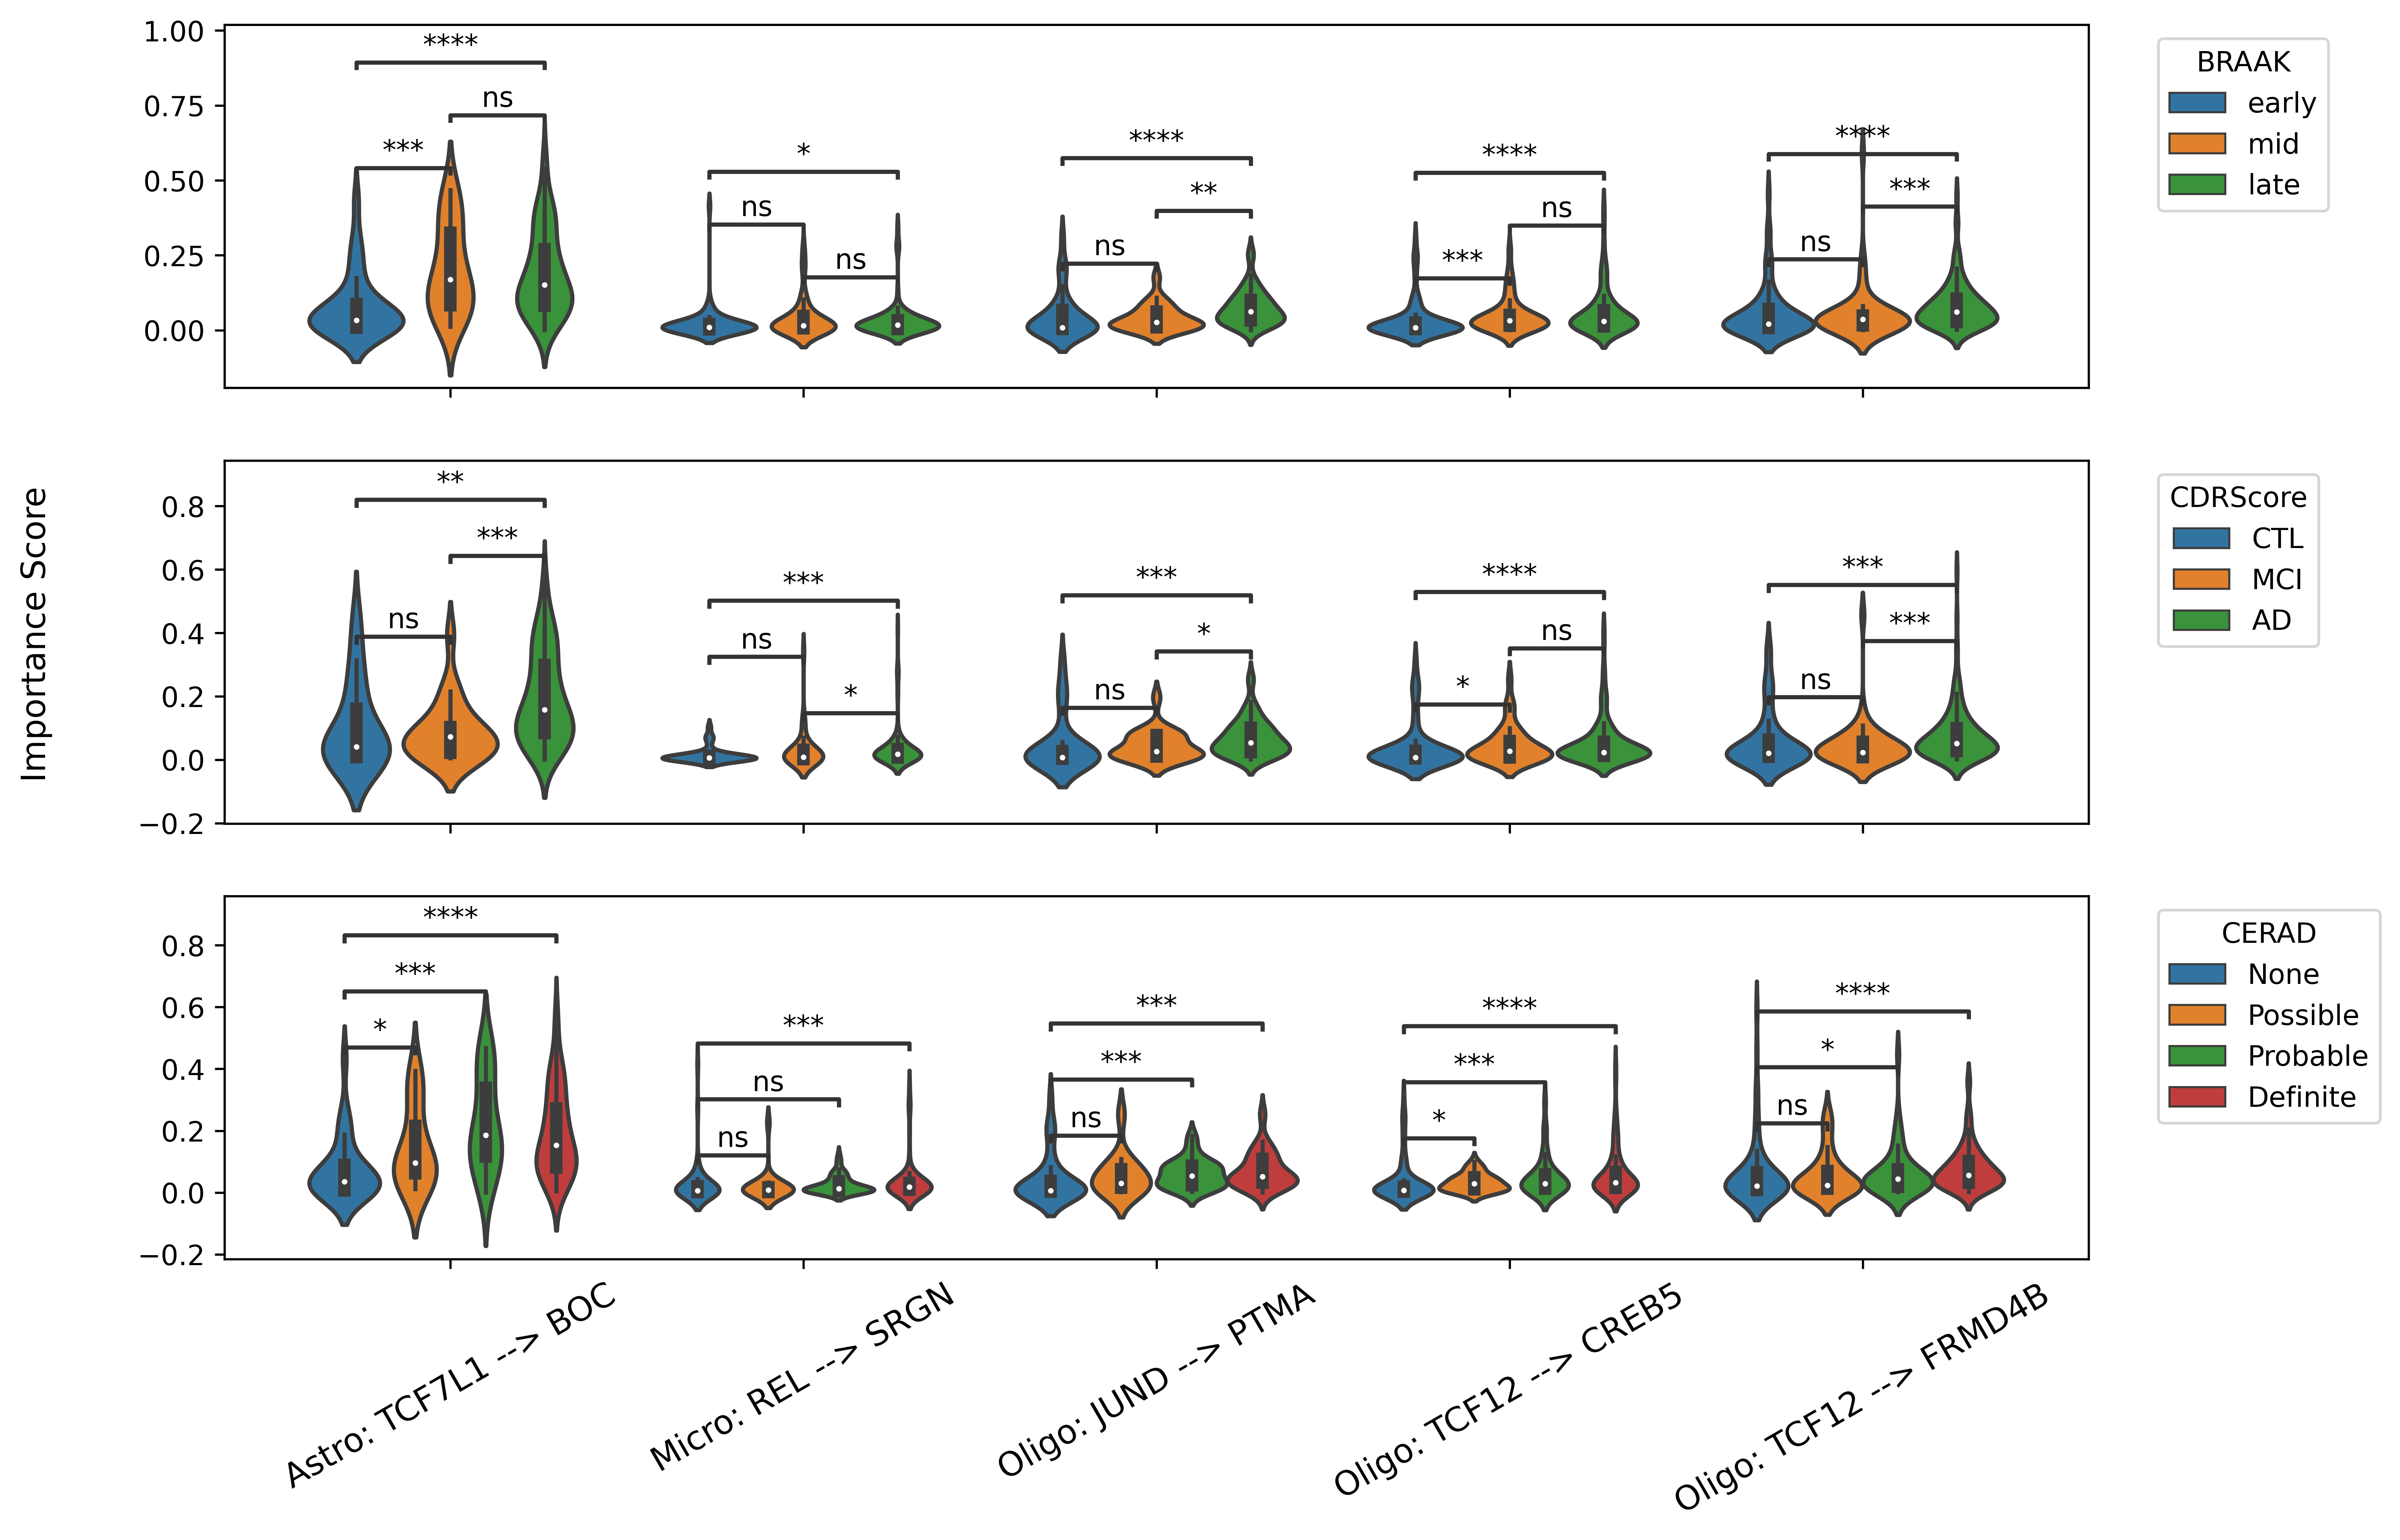 Importance Score
1.00
0.75
0.50
0.25
0.00
****
ns
***
*
ns
ns
****
**
ns
****
ns
***
****
***
ns
BRAAK
early
mid
late
0.8
0.6
0.4
0.2
0.0
−0.2
**
***
ns
***
ns
*
***
*
ns
****
ns
*
***
***
ns
CDRScore
CTL
MCI
AD
0.8
0.6
0.4
0.2
0.0
−0.2
****
***
*
***
ns
ns
***
***
ns
****
***
*
****
*
ns
CERAD
None
Possible
Probable
Definite
Astro: TCF7L1 --> BOC
Micro: REL --> SRGN
Oligo: JUND --> PTMA
Oligo: TCF12 --> CREB5
Oligo: TCF12 --> FRMD4B